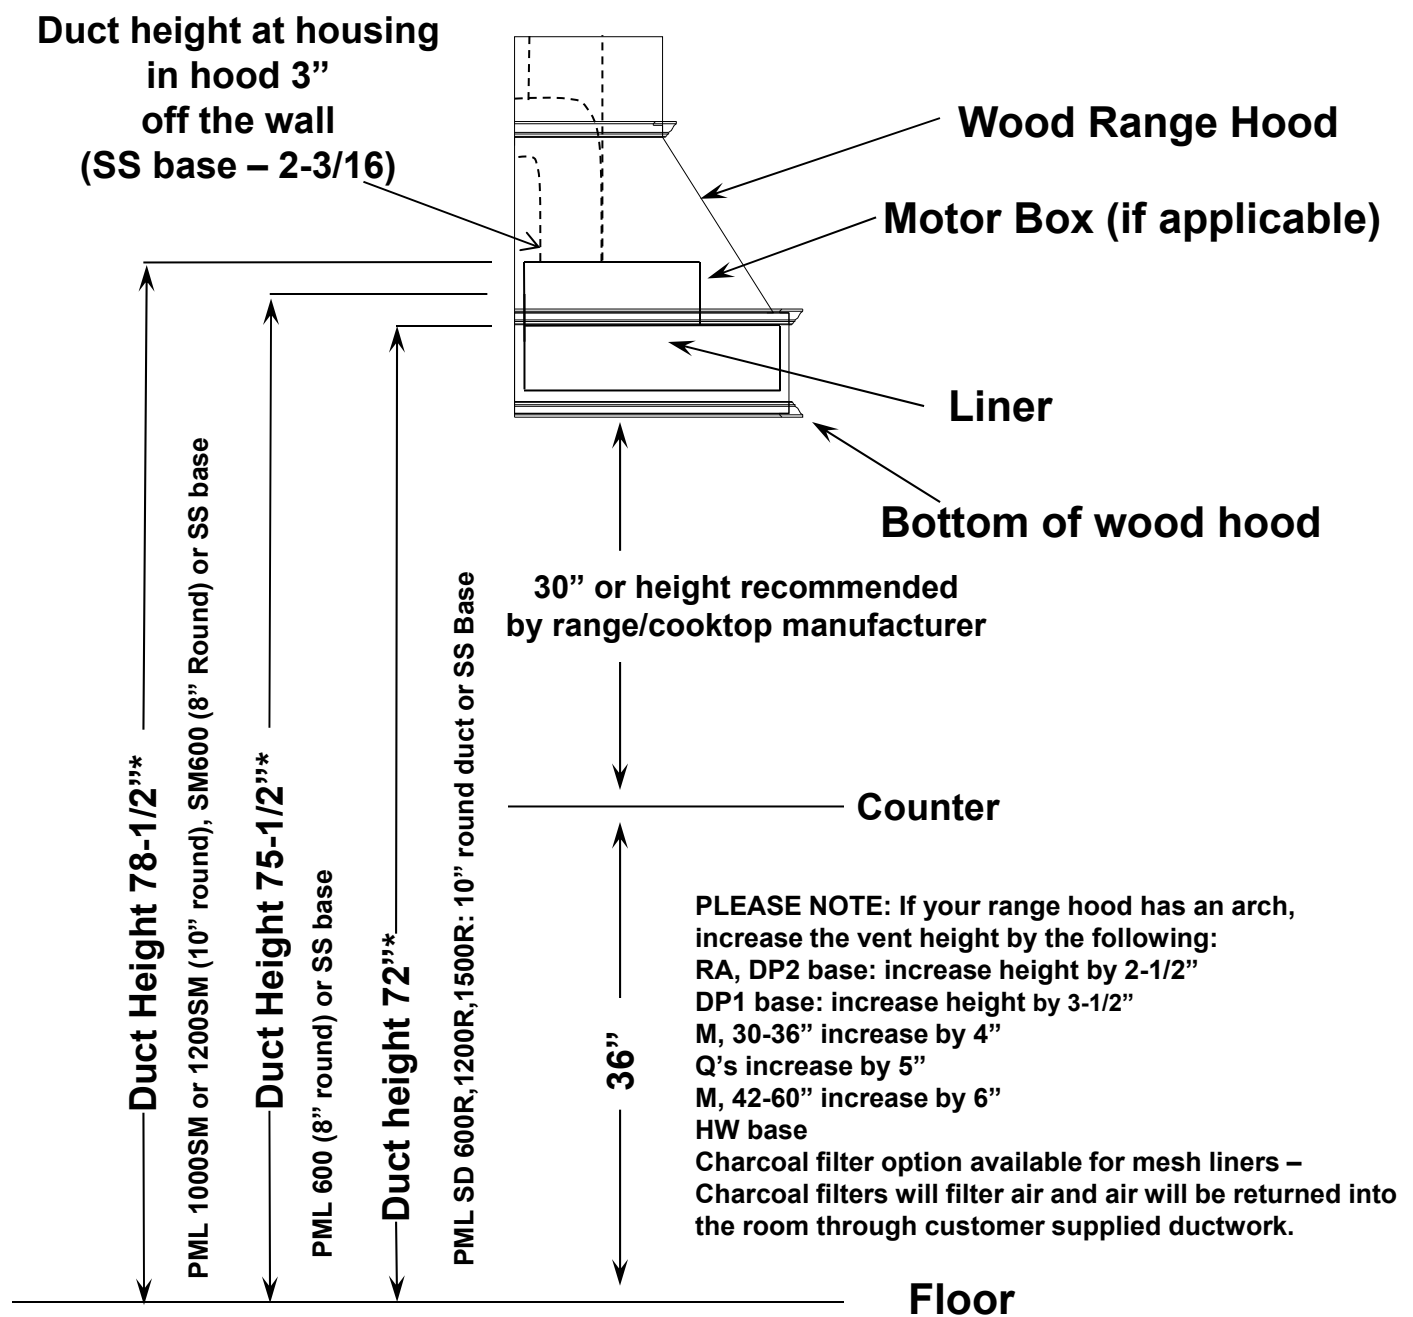 Duct height at housing
in hood 3”
off the wall
(SS base – 2-3/16)
Wood Range Hood
Motor Box (if applicable)
Liner
Bottom of wood hood
30” or height recommended
by range/cooktop manufacturer
Counter
36”
Duct Height 78-1/2”*
PML 1000SM or 1200SM (10” round), SM600 (8” Round) or SS base
Duct Height 75-1/2”*
PML 600 (8” round) or SS base
Duct height 72”*
PML SD 600R,1200R,1500R: 10” round duct or SS Base
PLEASE NOTE: If your range hood has an arch,
increase the vent height by the following:
RA, DP2 base: increase height by 2-1/2”
DP1 base: increase height by 3-1/2”
M, 30-36” increase by 4”
Q’s increase by 5”
M, 42-60” increase by 6”
HW base
Charcoal filter option available for mesh liners –
Charcoal filters will filter air and air will be returned into
the room through customer supplied ductwork.
Floor